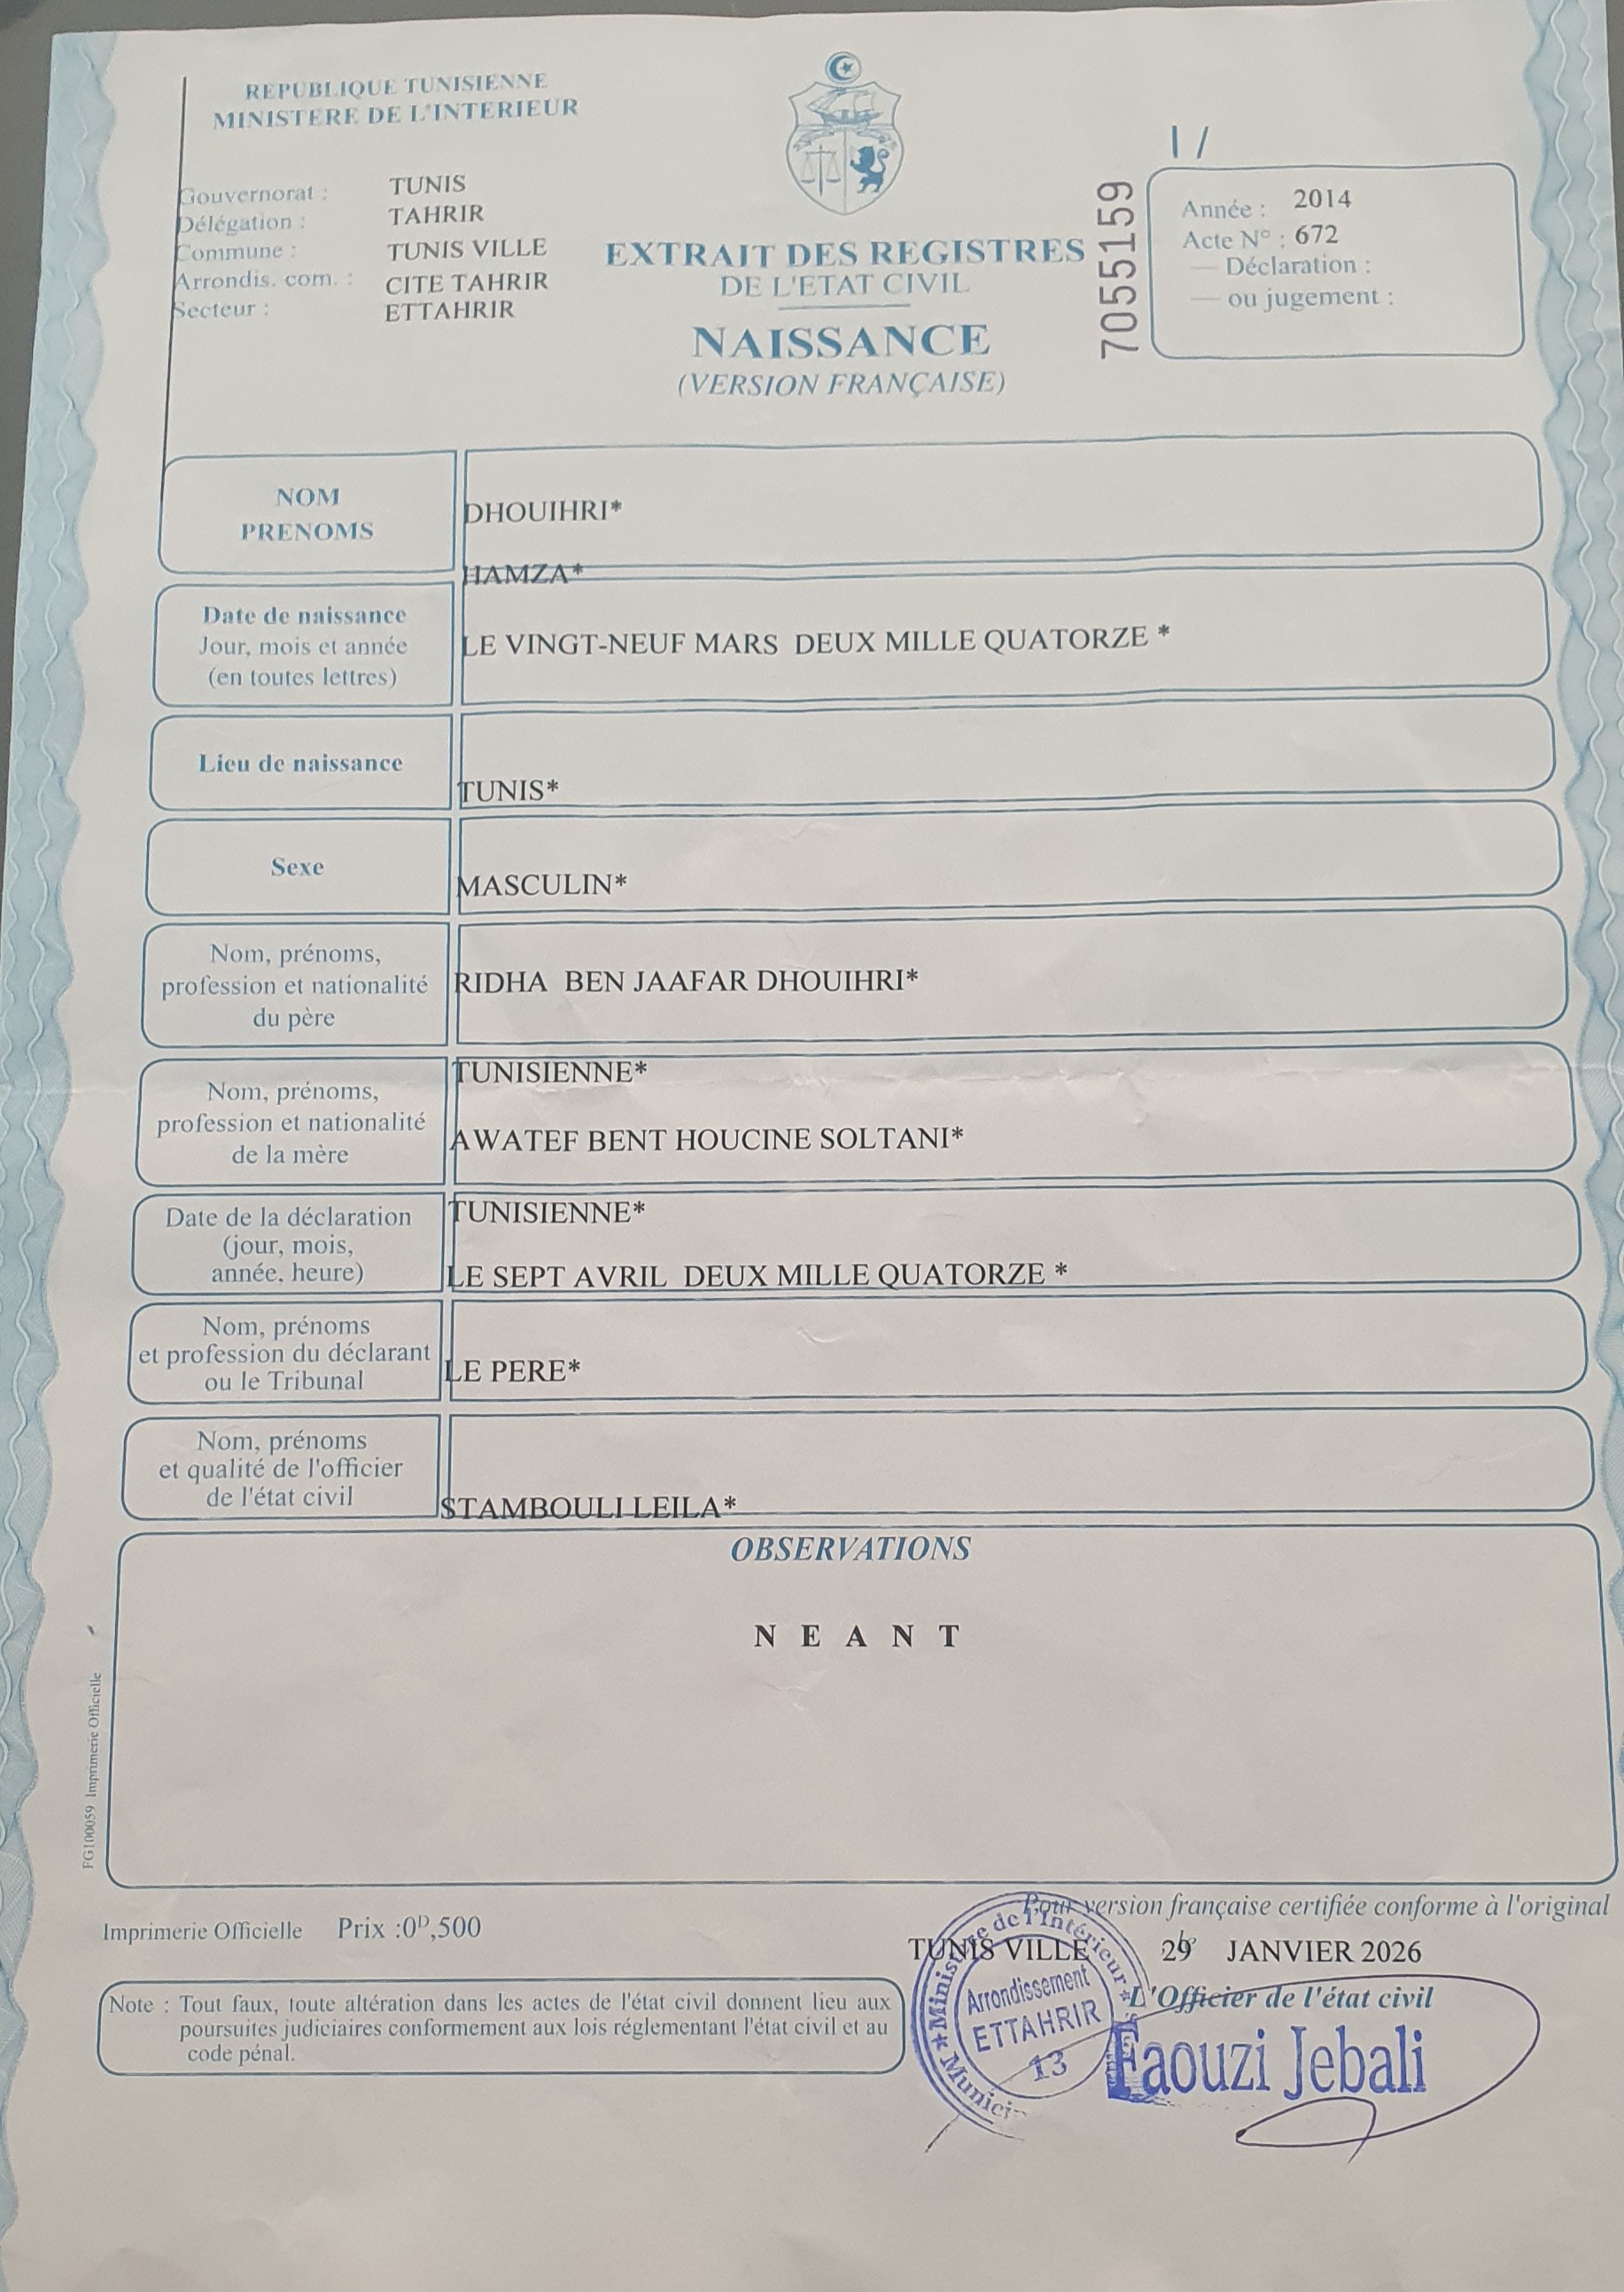 REPUBLIQUE TUNISIENNE
MINISTERE DE L'INTERIEUR
Gouvernorat : TUNIS
Délégation : TAHRIR
Commune : TUNIS VILLE
Arrondis. com. : CITE TAHRIR
Secteur : ETTAHRIR
EXTRAIT DES REGISTRES
DE L'ETAT CIVIL
NAISSANCE
(VERSION FRANÇAISE)
7055159
1/
Année : 2014
Acte N° : 672
— Déclaration :
— ou jugement :
NOM
PRENOMS
DHOUIHRI*
HAMZA*
Date de naissance
Jour, mois et année
(en toutes lettres)
LE VINGT-NEUF MARS DEUX MILLE QUATORZE *
Lieu de naissance
TUNIS*
Sexe
MASCULIN*
Nom, prénoms,
profession et nationalité
du père
RIDHA BEN JAAFAR DHOUIHRI*
TUNISIENNE*
Nom, prénoms,
profession et nationalité
de la mère
AWATEF BENT HOUCINE SOLTANI*
TUNISIENNE*
Date de la déclaration
(jour, mois,
année, heure)
LE SEPT AVRIL DEUX MILLE QUATORZE *
Nom, prénoms
et profession du déclarant
ou le Tribunal
LE PERE*
Nom, prénoms
et qualité de l'officier
de l'état civil
STAMBOULI LEILA*
OBSERVATIONS
N E A N T
FG100059 Imprimerie Officielle
Imprimerie Officielle Prix :0ᴰ,500
Pour version française certifiée conforme à l'original
TUNIS VILLE 29 JANVIER 2026
L'Officier de l'état civil
Faouzi Jebali
Ministère de l'Intérieur
Arrondissement
ETTAHRIR
13
Note : Tout faux, toute altération dans les actes de l'état civil donnent lieu aux
poursuites judiciaires conformement aux lois réglementant l'état civil et au
code pénal.